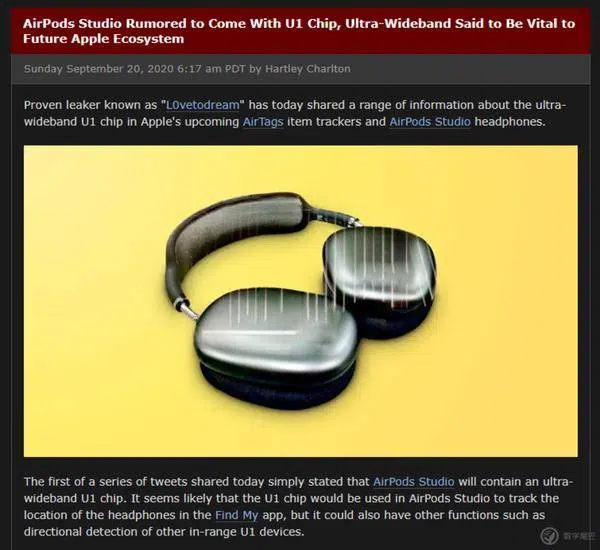 AirPods Studio Rumored to Come With U1 Chip, Ultra-Wideband Said to Be Vital to
Future Apple Ecosystem
Sunday September 20, 2020 6:17 am PDT by Hartley Charlton
Proven leaker known as "L0vetodream" has today shared a range of information about the ultra-
wideband U1 chip in Apple's upcoming AirTags item trackers and AirPods Studio headphones.
The first of a series of tweets shared today simply stated that AirPods Studio will contain an ultra-
wideband U1 chip. It seems likely that the U1 chip would be used in AirPods Studio to track the
location of the headphones in the Find My app, but it could also have other functions such as
directional detection of other in-range U1 devices.
数字尾巴